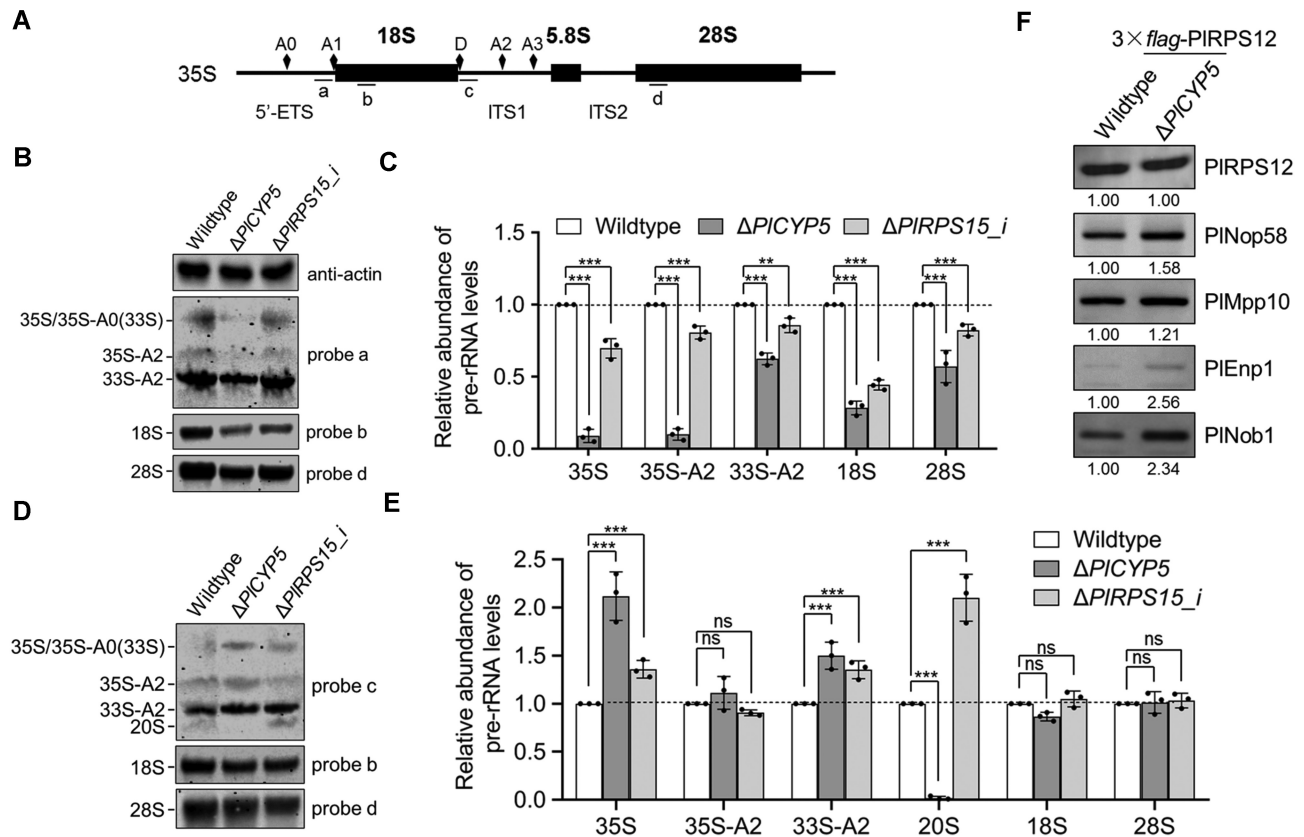 A
35S
A0 A1 18S D A2 A3 5.8S 28S
a b c d
5'-ETS ITS1 ITS2
B
Wildtype ΔPlCYP5 ΔPlRPS15_i
anti-actin
35S/35S-A0(33S)
35S-A2
33S-A2
probe a
18S
probe b
28S
probe d
C
Wildtype ΔPlCYP5 ΔPlRPS15_i
Relative abundance of
pre-rRNA levels
1.5
1.0
0.5
0.0
*** *** *** *** ** *** *** *** *** ***
35S 35S-A2 33S-A2 18S 28S
D
Wildtype ΔPlCYP5 ΔPlRPS15_i
35S/35S-A0(33S)
35S-A2
33S-A2
20S
probe c
18S
probe b
28S
probe d
E
Wildtype
ΔPlCYP5
ΔPlRPS15_i
Relative abundance of
pre-rRNA levels
2.5
2.0
1.5
1.0
0.5
0.0
*** *** ns ns *** *** *** *** ns ns ns ns
35S 35S-A2 33S-A2 20S 18S 28S
F
3×flag-PlRPS12
Wildtype ΔPlCYP5
PlRPS12
1.00 1.00
PlNop58
1.00 1.58
PlMpp10
1.00 1.21
PlEnp1
1.00 2.56
PlNob1
1.00 2.34